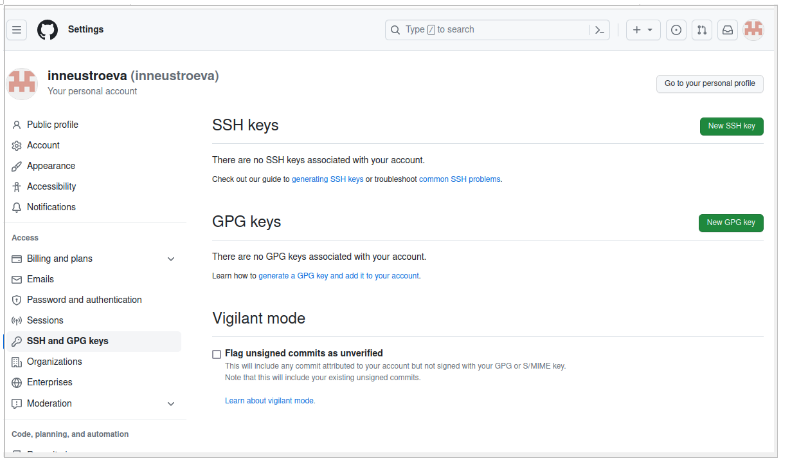 Settings
Type / to search
inneustroeva (inneustroeva)
Your personal account
Go to your personal profile
Public profile
Account
Appearance
Accessibility
Notifications
Access
Billing and plans
Emails
Password and authentication
Sessions
SSH and GPG keys
Organizations
Enterprises
Moderation
Code, planning, and automation
SSH keys
New SSH key
There are no SSH keys associated with your account.
Check out our guide to generating SSH keys or troubleshoot common SSH problems.
GPG keys
New GPG key
There are no GPG keys associated with your account.
Learn how to generate a GPG key and add it to your account.
Vigilant mode
Flag unsigned commits as unverified
This will include any commit attributed to your account but not signed with your GPG or S/MIME key.
Note that this will include your existing unsigned commits.
Learn about vigilant mode.